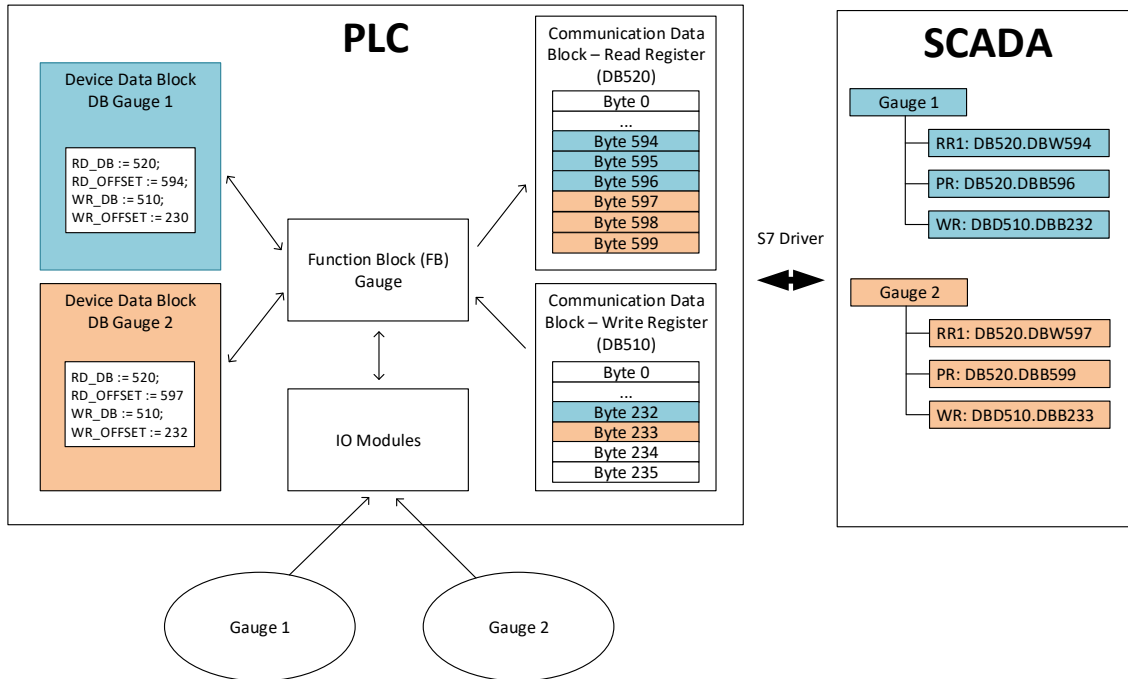 PLC
Device Data Block
DB Gauge 1
RD_DB := 520;
RD_OFFSET := 594;
WR_DB := 510;
WR_OFFSET := 230
Device Data Block
DB Gauge 2
RD_DB := 520;
RD_OFFSET := 597
WR_DB := 510;
WR_OFFSET := 232
Function Block (FB)
Gauge
IO Modules
Communication Data
Block – Read Register
(DB520)
Byte 0
...
Byte 594
Byte 595
Byte 596
Byte 597
Byte 598
Byte 599
Communication Data
Block – Write Register
(DB510)
Byte 0
...
Byte 232
Byte 233
Byte 234
Byte 235
Gauge 1
Gauge 2
S7 Driver
SCADA
Gauge 1
RR1: DB520.DBW594
PR: DB520.DBB596
WR: DBD510.DBB232
Gauge 2
RR1: DB520.DBW597
PR: DB520.DBB599
WR: DBD510.DBB233